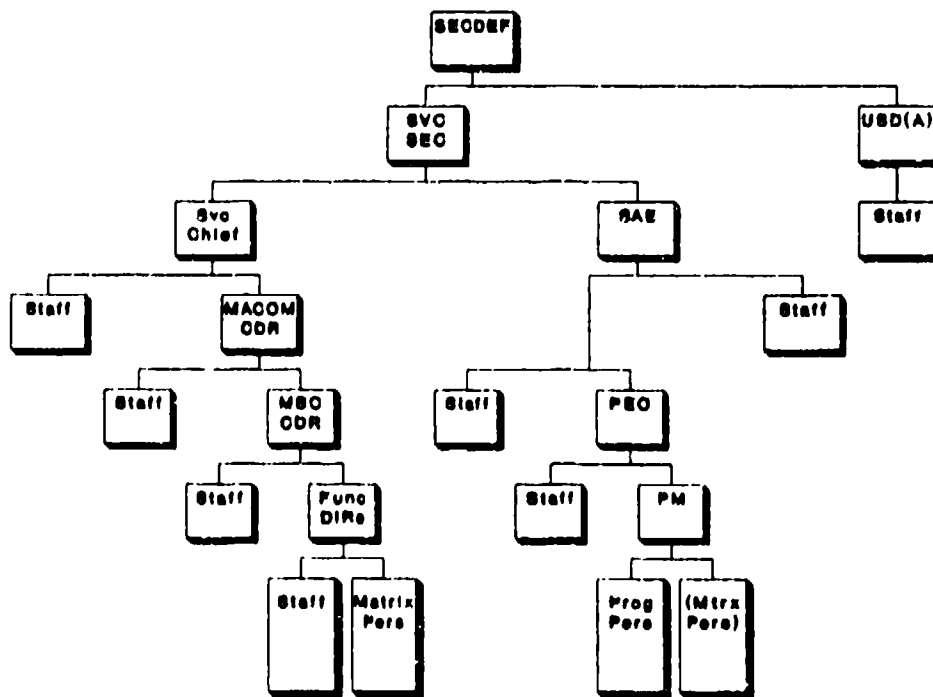 SECDEF
SVC
SEC
USD(A)
Svc
Chief
SAE
Staff
Staff
MACOM
CDR
Staff
Staff
MSC
CDR
Staff
PEO
Staff
Func
DIRs
Staff
PM
Staff
Matrix
Pers
Prog
Pers
(Mtrx
Pers)